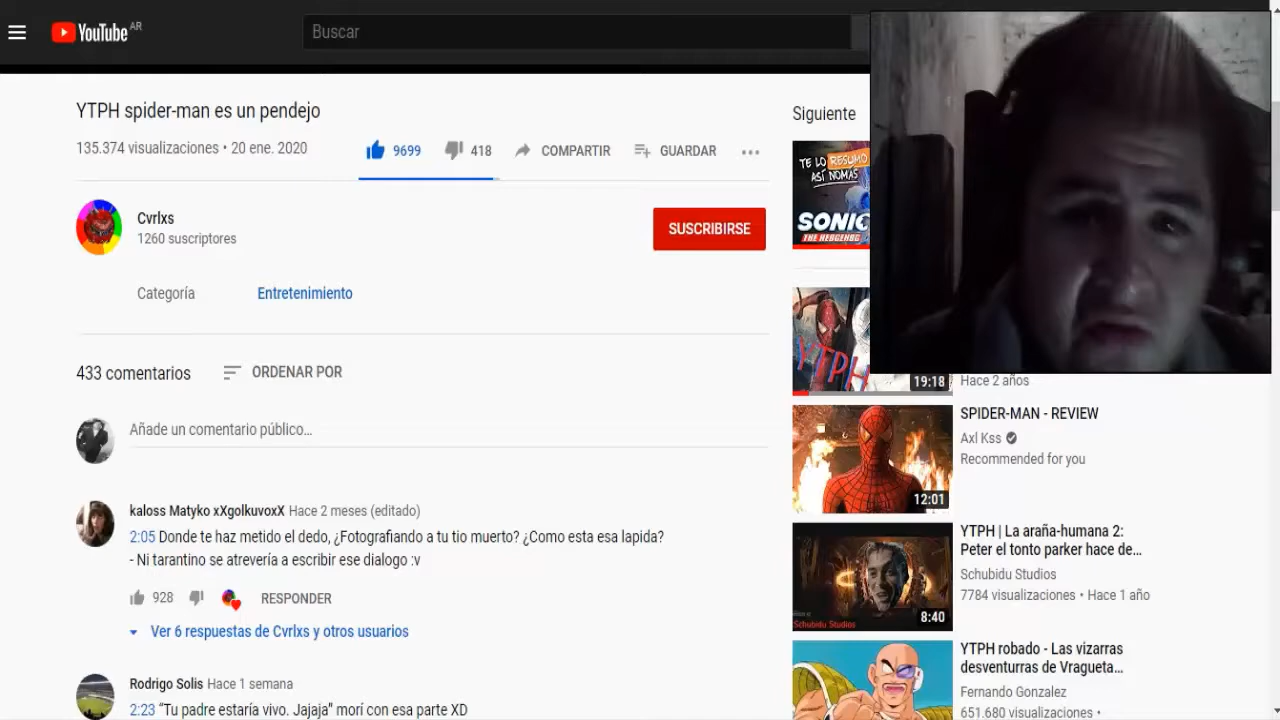 YouTube AR
Buscar
YTPH spider-man es un pendejo
135.374 visualizaciones • 20 ene. 2020
9699
418
COMPARTIR
GUARDAR
Cvrlxs
1260 suscriptores
SUSCRIBIRSE
Categoría
Entretenimiento
433 comentarios
ORDENAR POR
Añade un comentario público...
kaloss Matyko xXgolkuvoxX Hace 2 meses (editado)
2:05 Donde te haz metido el dedo, ¿Fotografiando a tu tio muerto? ¿Como esta esa lapida?
- Ni tarantino se atrevería a escribir ese dialogo :v
928
RESPONDER
Ver 6 respuestas de Cvrlxs y otros usuarios
Rodrigo Solis Hace 1 semana
2:23 “Tu padre estaría vivo. Jajaja” morí con esa parte XD
Siguiente
TE LO RESUMO
ASÍ NOMÁS
SONIC
THE HEDGEHOG
YTPH
19:18
Hace 2 años
12:01
SPIDER-MAN - REVIEW
Axl Kss
Recommended for you
Schubidu Studios
8:40
YTPH | La araña-humana 2:
Peter el tonto parker hace de...
Schubidu Studios
7784 visualizaciones • Hace 1 año
YTPH robado - Las vizarras
desventurras de Vragueta...
Fernando Gonzalez
651.680 visualizaciones •